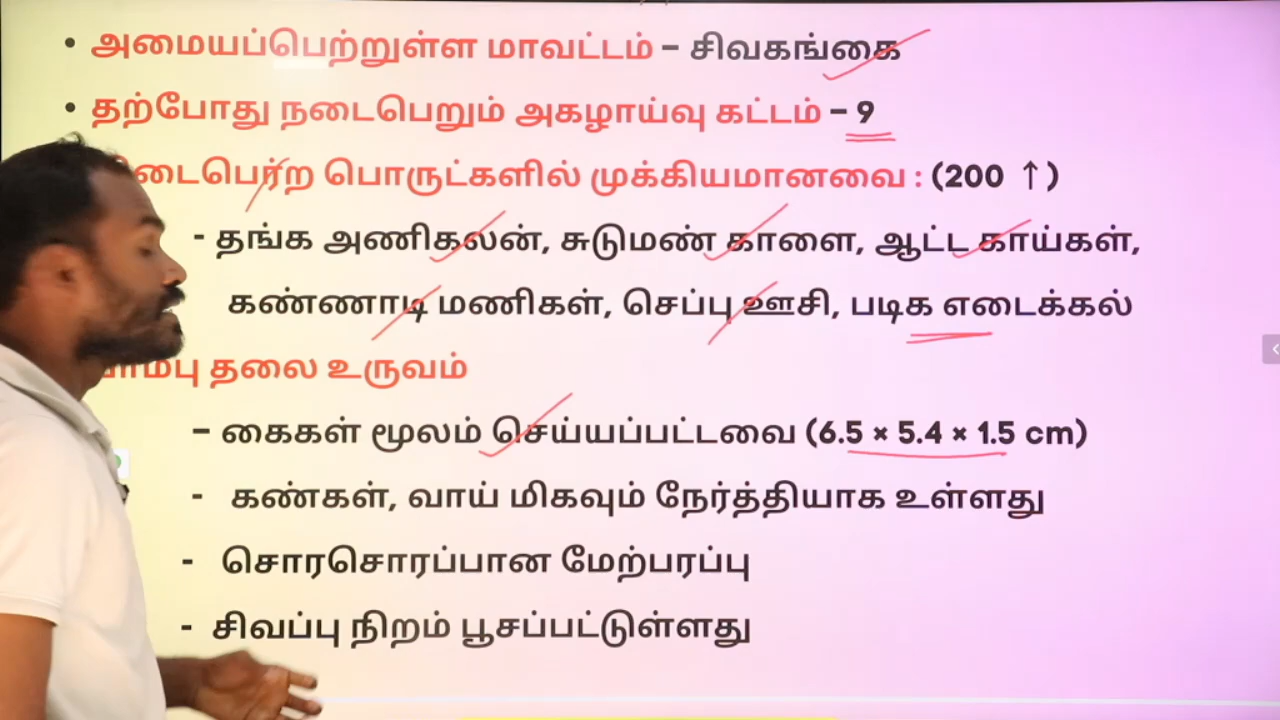 • அமையப்பெற்றுள்ள மாவட்டம் – சிவகங்கை
• தற்போது நடைபெறும் அகழாய்வு கட்டம் – 9
பொருட்களில் முக்கியமானவை : (200 ↑)
- தங்க அணிகலன், சுடுமண் காளை, ஆட்ட காய்கள்,
கண்ணாடி மணிகள், செப்பு ஊசி, படிக எடைக்கல்
தலை உருவம்
– கைகள் மூலம் செய்யப்பட்டவை (6.5 × 5.4 × 1.5 cm)
- கண்கள், வாய் மிகவும் நேர்த்தியாக உள்ளது
- சொரசொரப்பான மேற்பரப்பு
- சிவப்பு நிறம் பூசப்பட்டுள்ளது